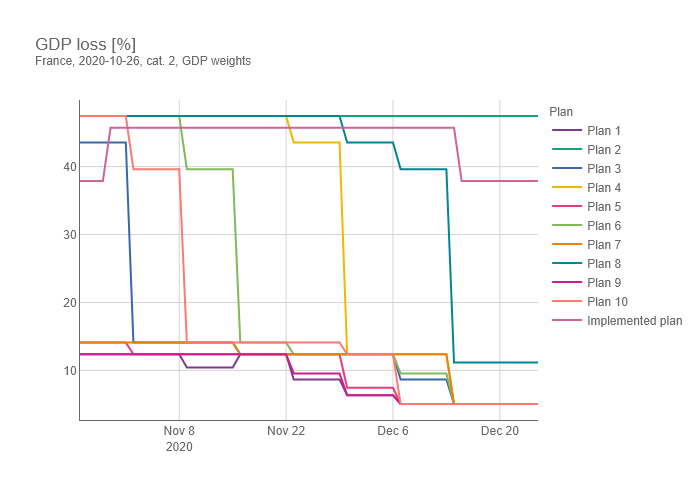 GDP loss [%]
France, 2020-10-26, cat. 2, GDP weights
Plan
Plan 1
Plan 2
Plan 3
Plan 4
Plan 5
Plan 6
Plan 7
Plan 8
Plan 9
Plan 10
Implemented plan
40
30
20
10
Nov 8
2020
Nov 22
Dec 6
Dec 20